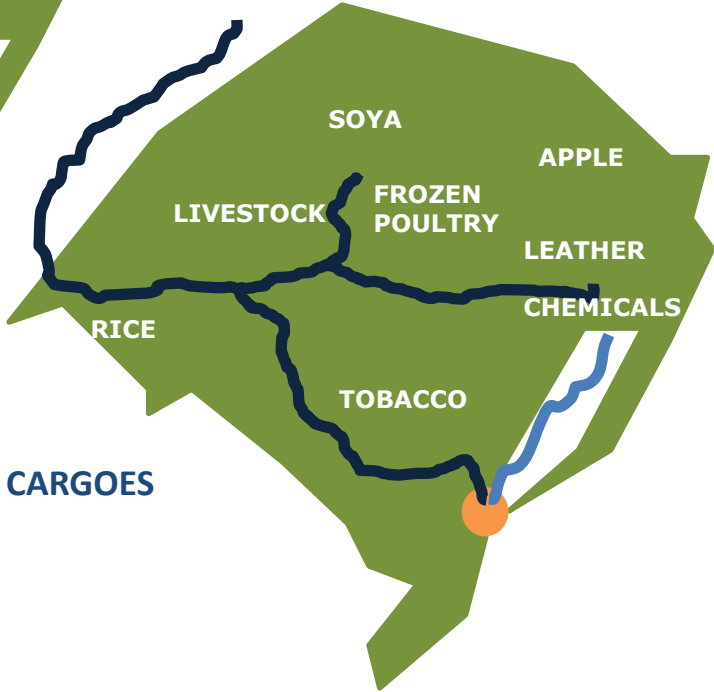 SOYA
APPLE
FROZEN
POULTRY
LIVESTOCK
LEATHER
CHEMICALS
RICE
TOBACCO
CARGOES